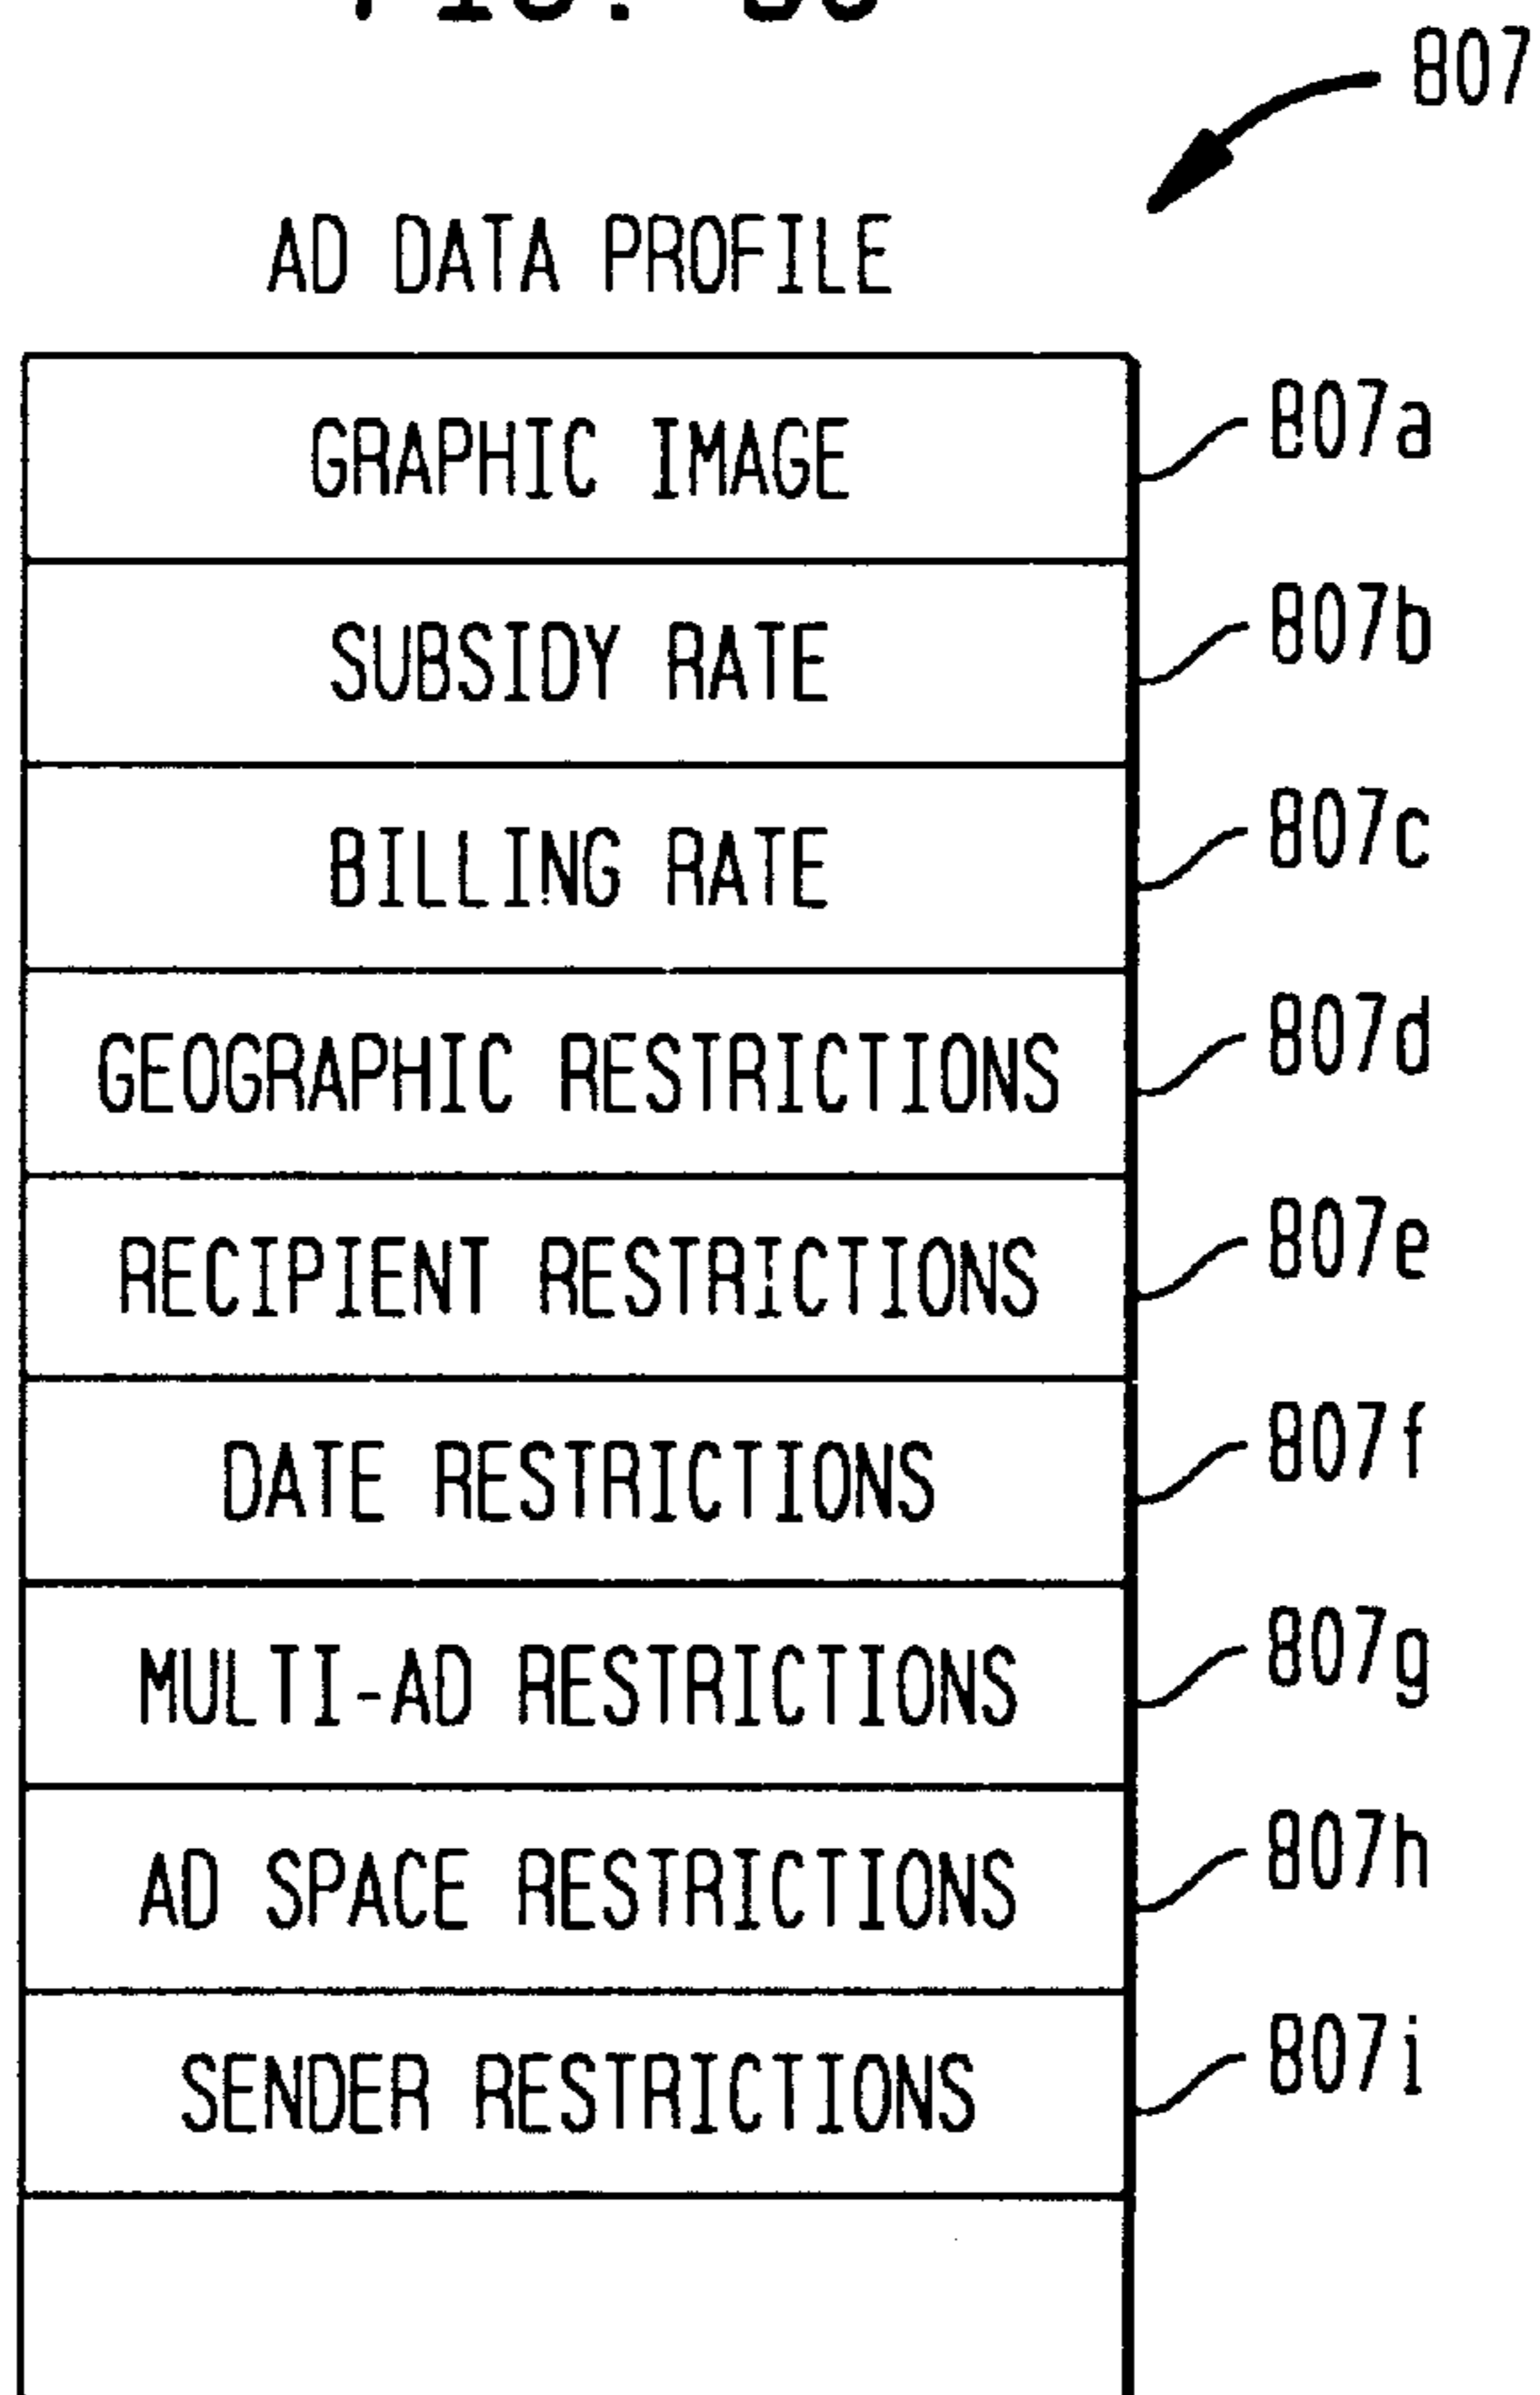 807
AD DATA PROFILE
GRAPHIC IMAGE 807a
SUBSIDY RATE 807b
BILLING RATE 807c
GEOGRAPHIC RESTRICTIONS 807d
RECIPIENT RESTRICTIONS 807e
DATE RESTRICTIONS 807f
MULTI-AD RESTRICTIONS 807g
AD SPACE RESTRICTIONS 807h
SENDER RESTRICTIONS 807i